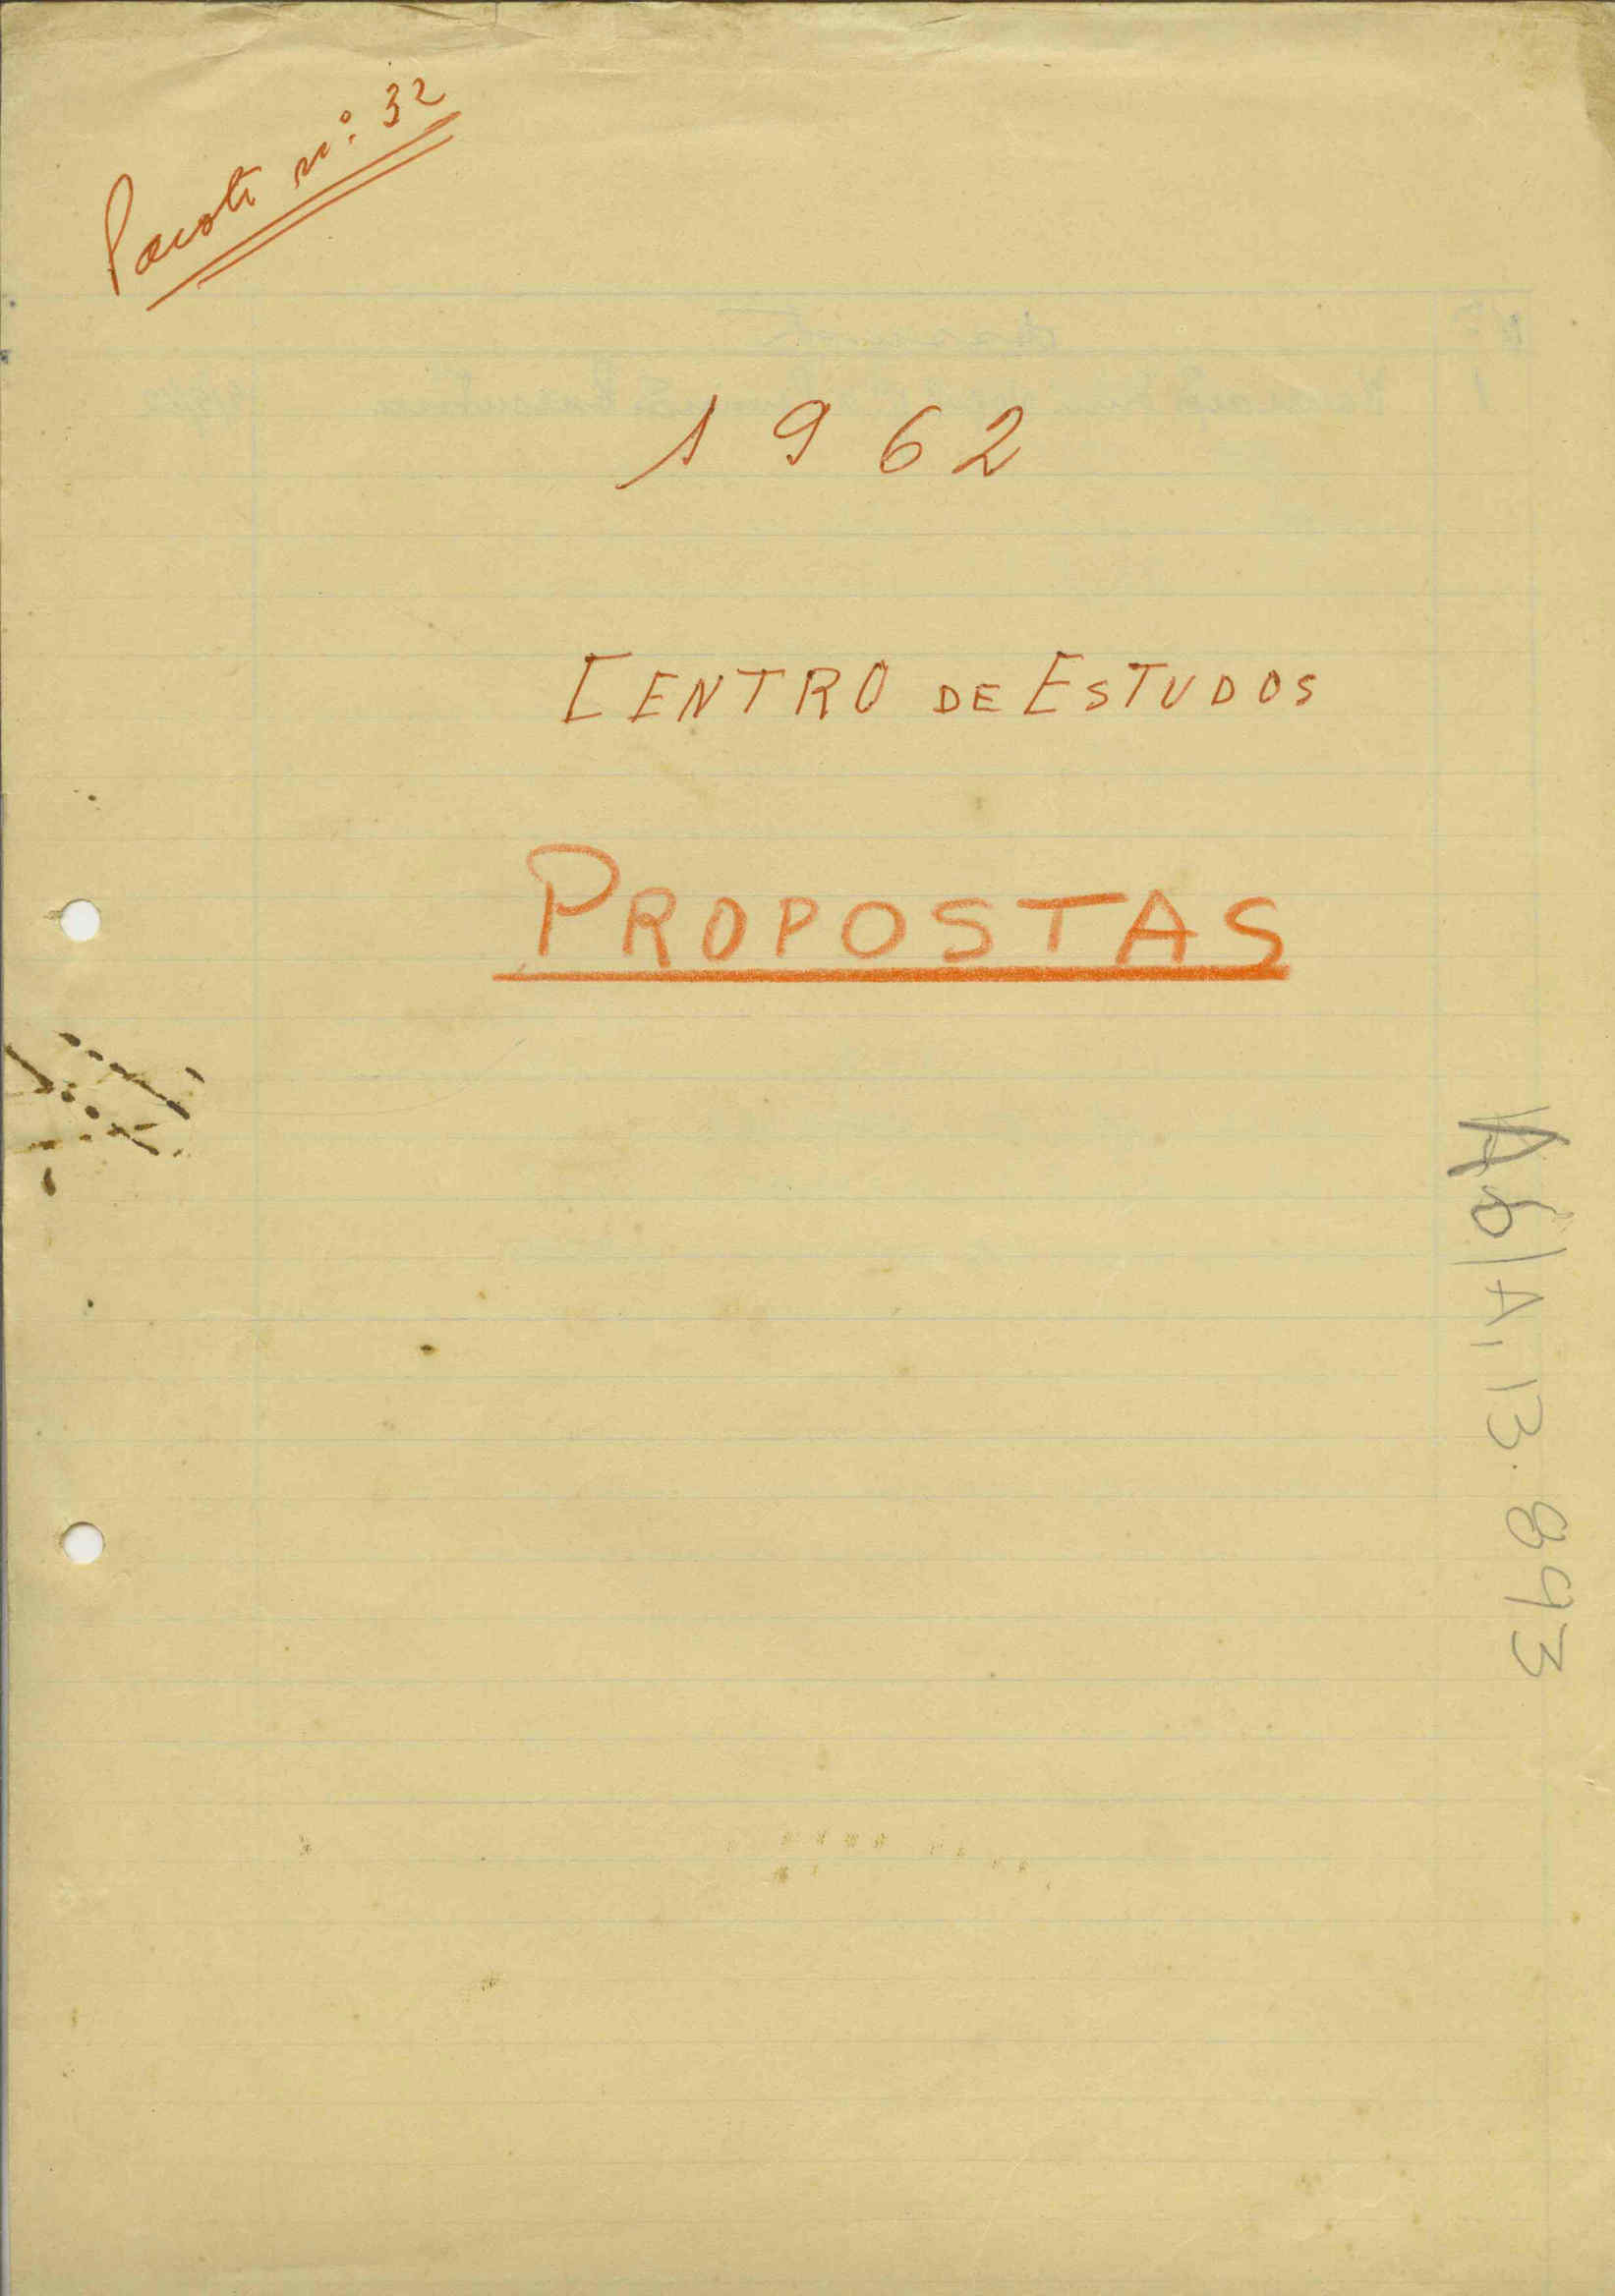 Pacote nº: 32
1962
CENTRO DE ESTUDOS
PROPOSTAS
A6|A, 13.893